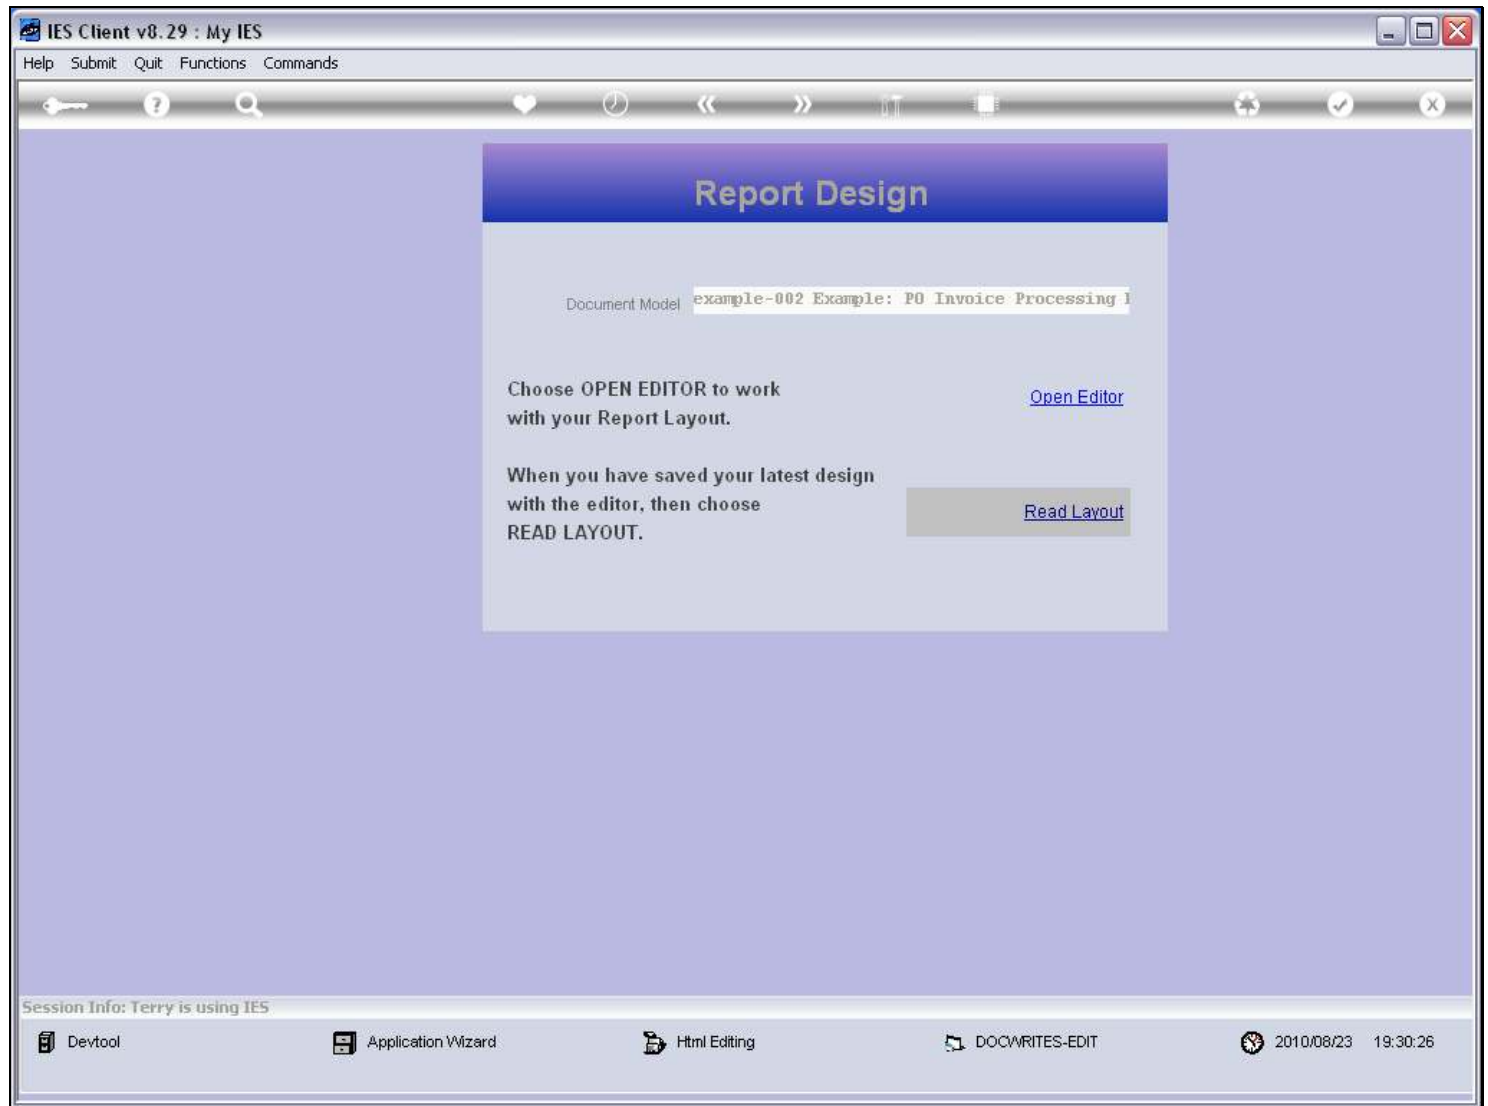 IES Client v8.29 : My IES
Help Submit Quit Functions Commands
Report Design
Document Model example-002 Example: PO Invoice Processing
Choose OPEN EDITOR to work
with your Report Layout.
Open Editor
When you have saved your latest design
with the editor, then choose
READ LAYOUT.
Read Layout
Session Info: Terry is using IES
Devtool Application Wizard Html Editing DOCWRITES-EDIT 2010/08/23 19:30:26